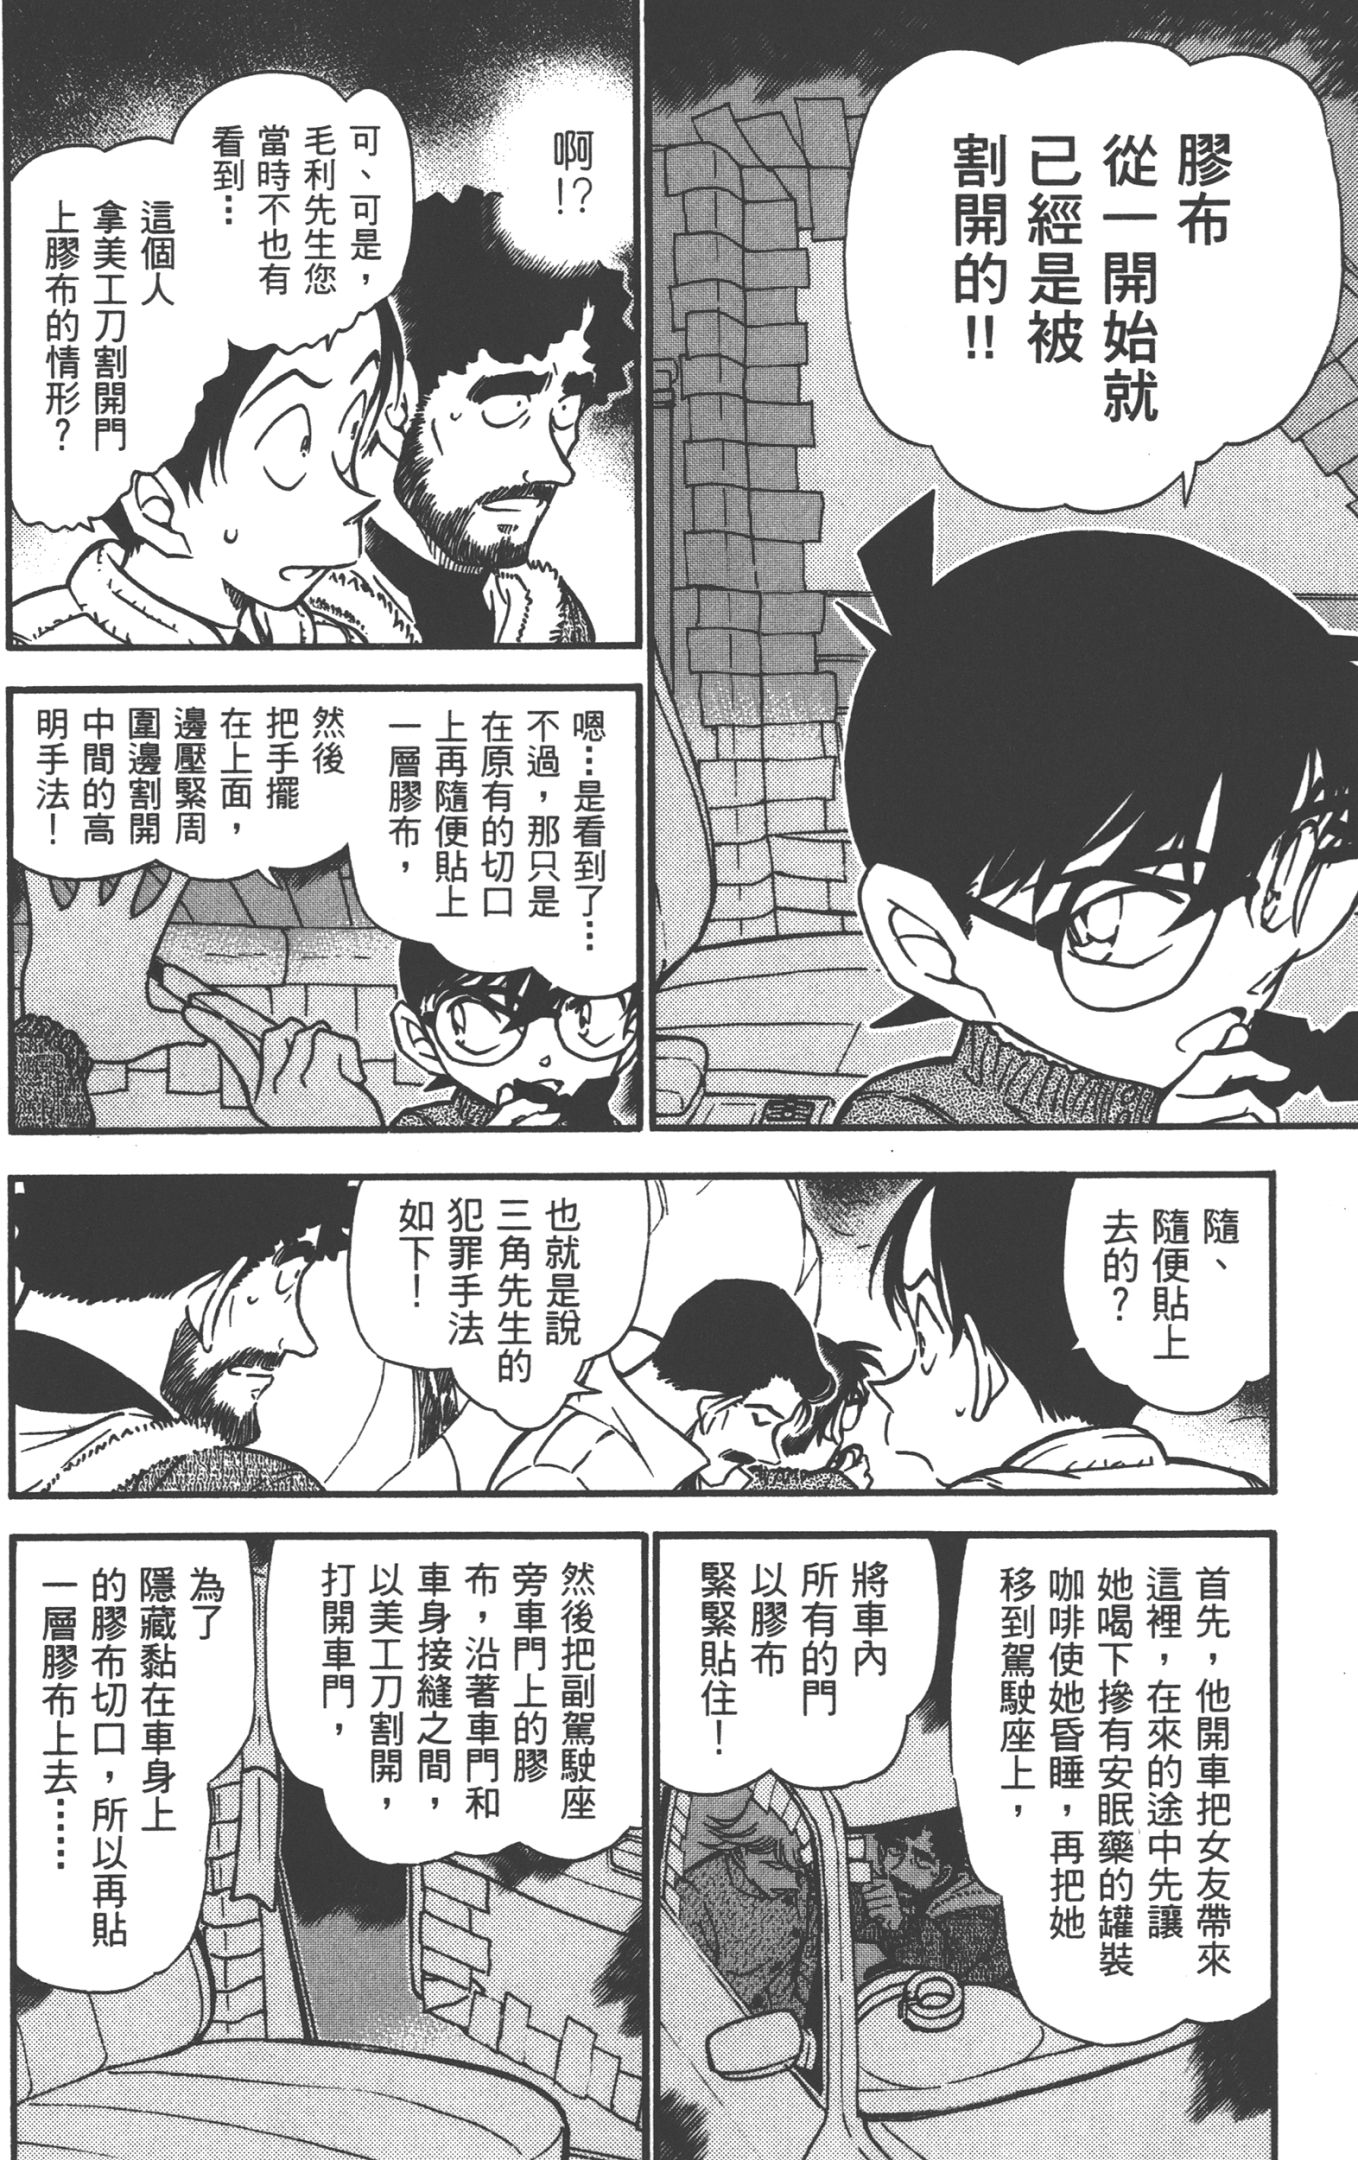 膠布
從一開始就
已經是被
割開的!!
啊!?
可、可是，
毛利先生您
當時不也有
看到…
這個人
拿美工刀割開門
上膠布的情形？
嗯…是看到了…
不過，那只是
在原有的切口
上再隨便貼上
一層膠布，
然後
把手擺
在上面，
邊壓緊周
圍邊割開
中間的高
明手法！
隨、
隨便貼上
去的？
也就是說
三角先生的
犯罪手法
如下！
首先，他開車把女友帶來
這裡，在來的途中先讓
她喝下摻有安眠藥的罐裝
咖啡使她昏睡，再把她
移到駕駛座上，
將車內
所有的門
以膠布
緊緊貼住！
然後把副駕駛座
旁車門上的膠
布，沿著車門和
車身接縫之間，
以美工刀割開，
打開車門，
為了
隱藏黏在車身上
的膠布切口，所以再貼
一層膠布上去……